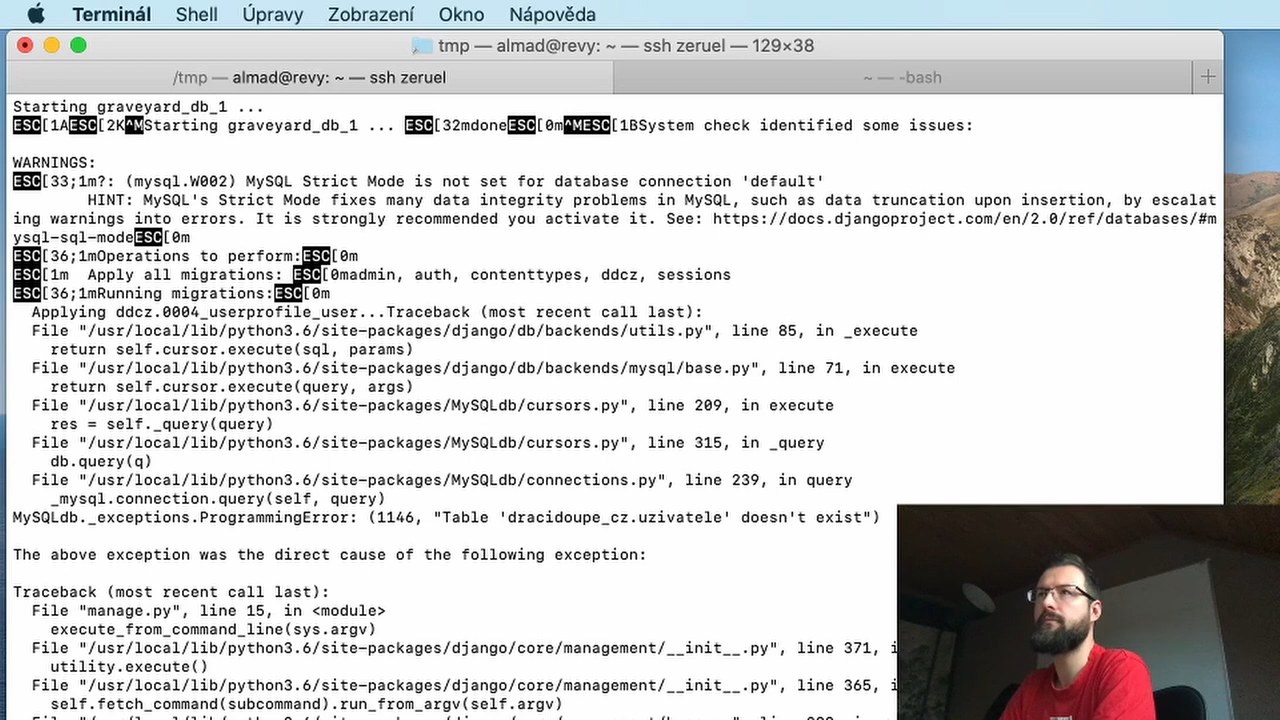 Terminál Shell Úpravy Zobrazení Okno Nápověda
tmp — almad@revy: ~ — ssh zeruel — 129×38
/tmp — almad@revy: ~ — ssh zeruel
~ — -bash
Starting graveyard_db_1 ...
ESC[1AESC[2K^MStarting graveyard_db_1 ... ESC[32mdoneESC[0m^MESC[1BSystem check identified some issues:
WARNINGS:
ESC[33;1m?: (mysql.W002) MySQL Strict Mode is not set for database connection 'default'
HINT: MySQL's Strict Mode fixes many data integrity problems in MySQL, such as data truncation upon insertion, by escalat
ing warnings into errors. It is strongly recommended you activate it. See: https://docs.djangoproject.com/en/2.0/ref/databases/#m
ysql-sql-modeESC[0m
ESC[36;1mOperations to perform:ESC[0m
ESC[1m  Apply all migrations: ESC[0madmin, auth, contenttypes, ddcz, sessions
ESC[36;1mRunning migrations:ESC[0m
Applying ddcz.0004_userprofile_user...Traceback (most recent call last):
File "/usr/local/lib/python3.6/site-packages/django/db/backends/utils.py", line 85, in _execute
return self.cursor.execute(sql, params)
File "/usr/local/lib/python3.6/site-packages/django/db/backends/mysql/base.py", line 71, in execute
return self.cursor.execute(query, args)
File "/usr/local/lib/python3.6/site-packages/MySQLdb/cursors.py", line 209, in execute
res = self._query(query)
File "/usr/local/lib/python3.6/site-packages/MySQLdb/cursors.py", line 315, in _query
db.query(q)
File "/usr/local/lib/python3.6/site-packages/MySQLdb/connections.py", line 239, in query
_mysql.connection.query(self, query)
MySQLdb._exceptions.ProgrammingError: (1146, "Table 'dracidoupe_cz.uzivatele' doesn't exist")
The above exception was the direct cause of the following exception:
Traceback (most recent call last):
File "manage.py", line 15, in <module>
execute_from_command_line(sys.argv)
File "/usr/local/lib/python3.6/site-packages/django/core/management/__init__.py", line 371, i
utility.execute()
File "/usr/local/lib/python3.6/site-packages/django/core/management/__init__.py", line 365, i
self.fetch_command(subcommand).run_from_argv(self.argv)